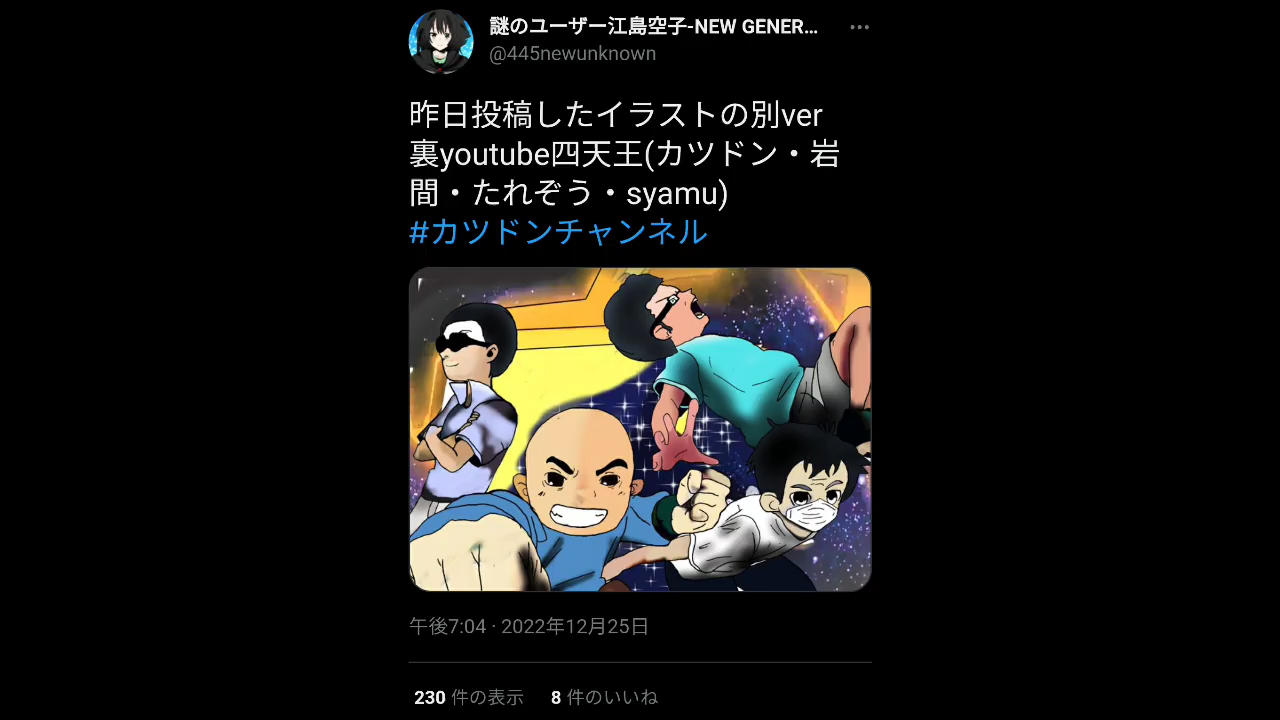 謎のユーザー江島空子-NEW GENER...
@445newunknown
昨日投稿したイラストの別ver
裏youtube四天王(カツドン・岩
間・たれぞう・syamu)
#カツドンチャンネル
午後7:04 · 2022年12月25日
230 件の表示 8 件のいいね